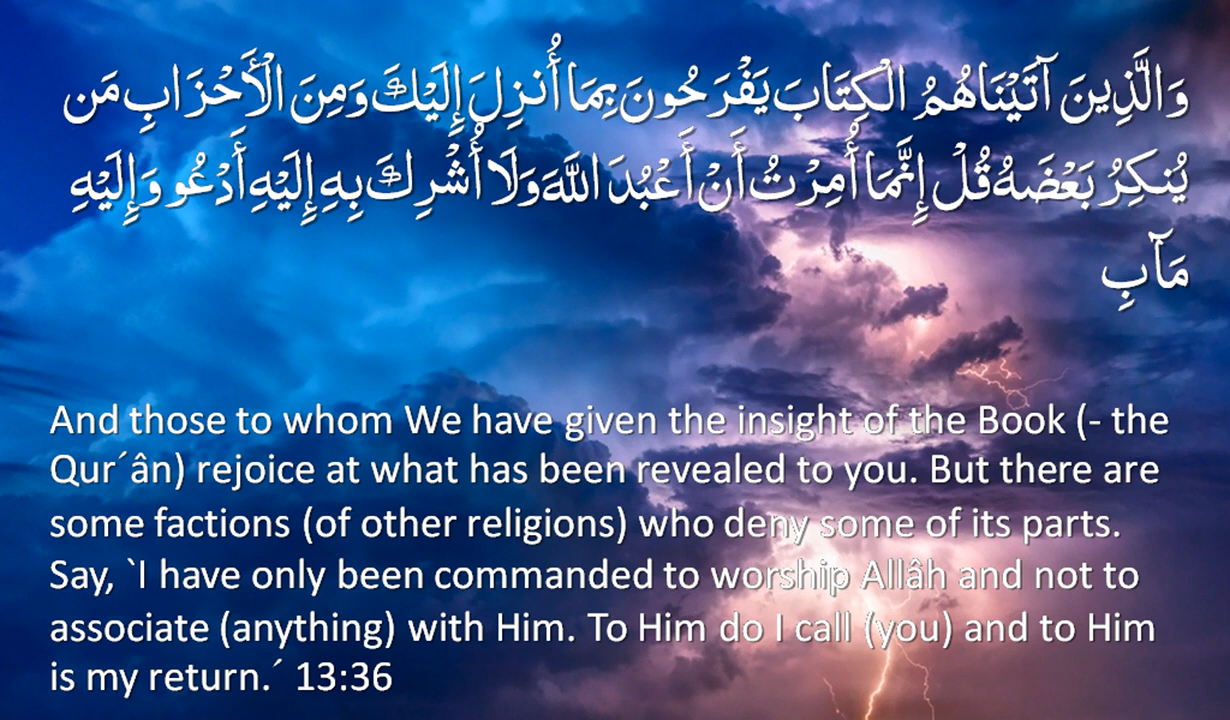 وَالَّذِينَ آتَيْنَاهُمُ الْكِتَابَ يَفْرَحُونَ بِمَا أُنزِلَ إِلَيْكَ وَمِنَ الْأَحْزَابِ مَن
يُنكِرُ بَعْضَهُ قُلْ إِنَّمَا أُمِرْتُ أَنْ أَعْبُدَ اللَّهَ وَلَا أُشْرِكَ بِهِ إِلَيْهِ أَدْعُو وَإِلَيْهِ
مَآبِ
And those to whom We have given the insight of the Book (- the
Qur´ân) rejoice at what has been revealed to you. But there are
some factions (of other religions) who deny some of its parts.
Say, `I have only been commanded to worship Allâh and not to
associate (anything) with Him. To Him do I call (you) and to Him
is my return.´ 13:36